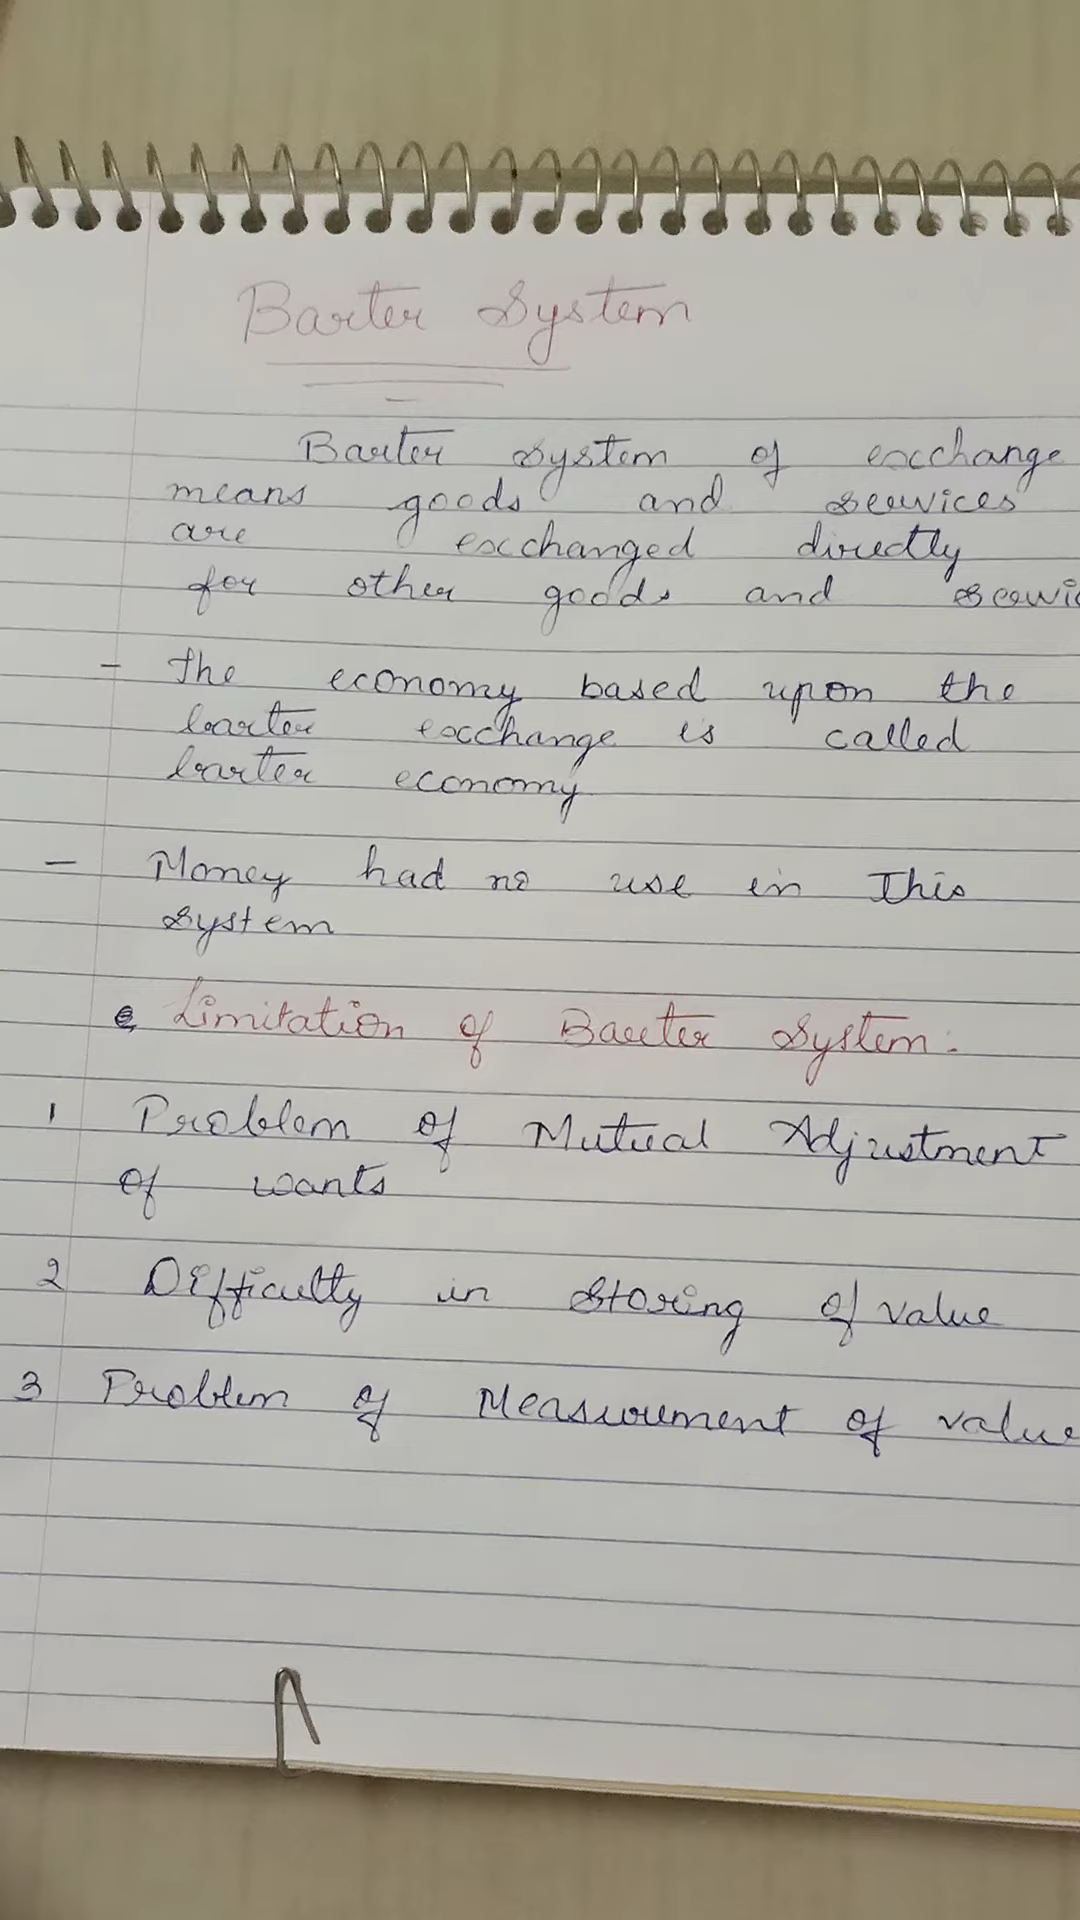 Barter System
Barter system of exchange
means goods and services
are exchanged directly
for other goods and servic
- The economy based upon the
barter exchange is called
barter economy
- Money had no use in This
system
Limitation of Barter System:
1 Problem of Mutual Adjustment
of wants
2 Difficulty in Storing of value
3 Problem of Measurement of value